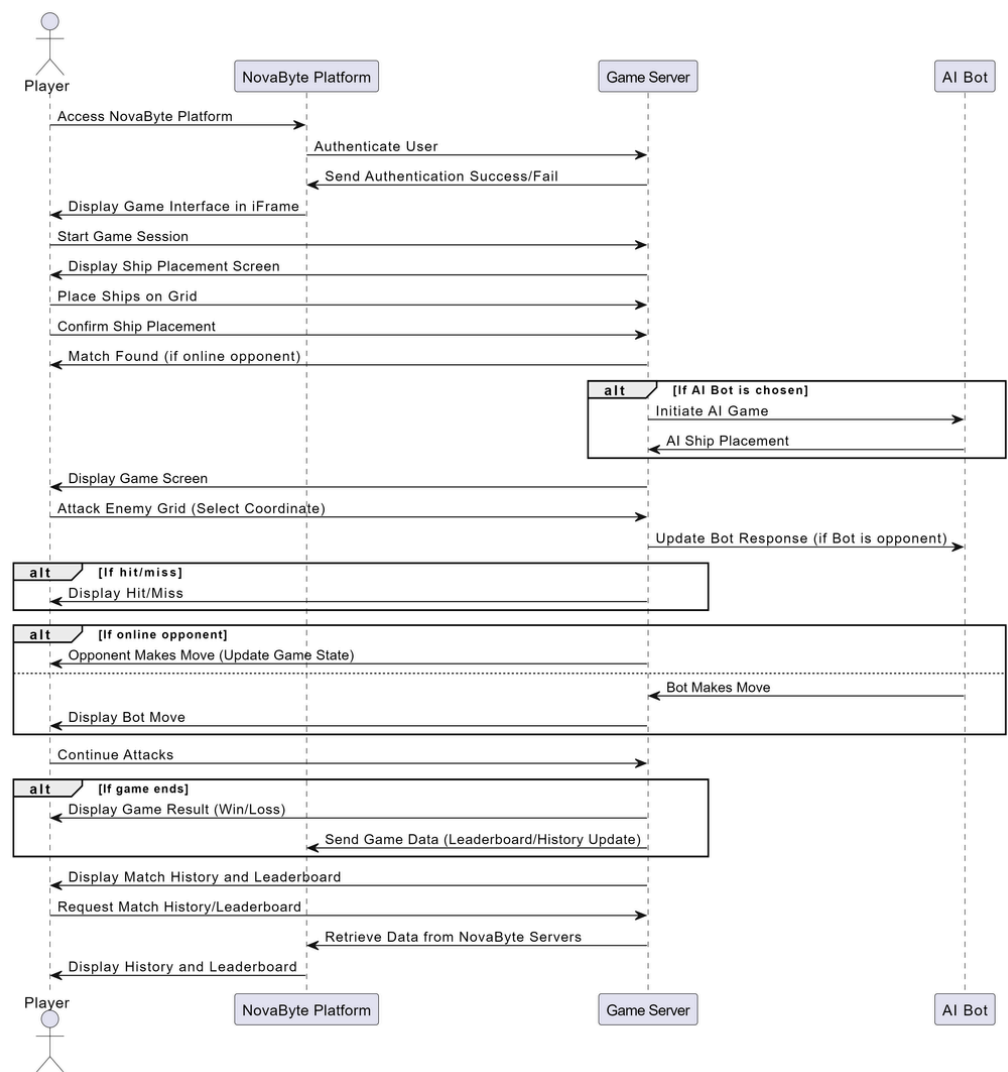 Player
NovaByte Platform
Game Server
AI Bot
Access NovaByte Platform
Authenticate User
Send Authentication Success/Fail
Display Game Interface in iFrame
Start Game Session
Display Ship Placement Screen
Place Ships on Grid
Confirm Ship Placement
Match Found (if online opponent)
alt [If AI Bot is chosen]
Initiate AI Game
AI Ship Placement
Display Game Screen
Attack Enemy Grid (Select Coordinate)
Update Bot Response (if Bot is opponent)
alt [If hit/miss]
Display Hit/Miss
alt [If online opponent]
Opponent Makes Move (Update Game State)
Bot Makes Move
Display Bot Move
Continue Attacks
alt [If game ends]
Display Game Result (Win/Loss)
Send Game Data (Leaderboard/History Update)
Display Match History and Leaderboard
Request Match History/Leaderboard
Retrieve Data from NovaByte Servers
Display History and Leaderboard
Player
NovaByte Platform
Game Server
AI Bot